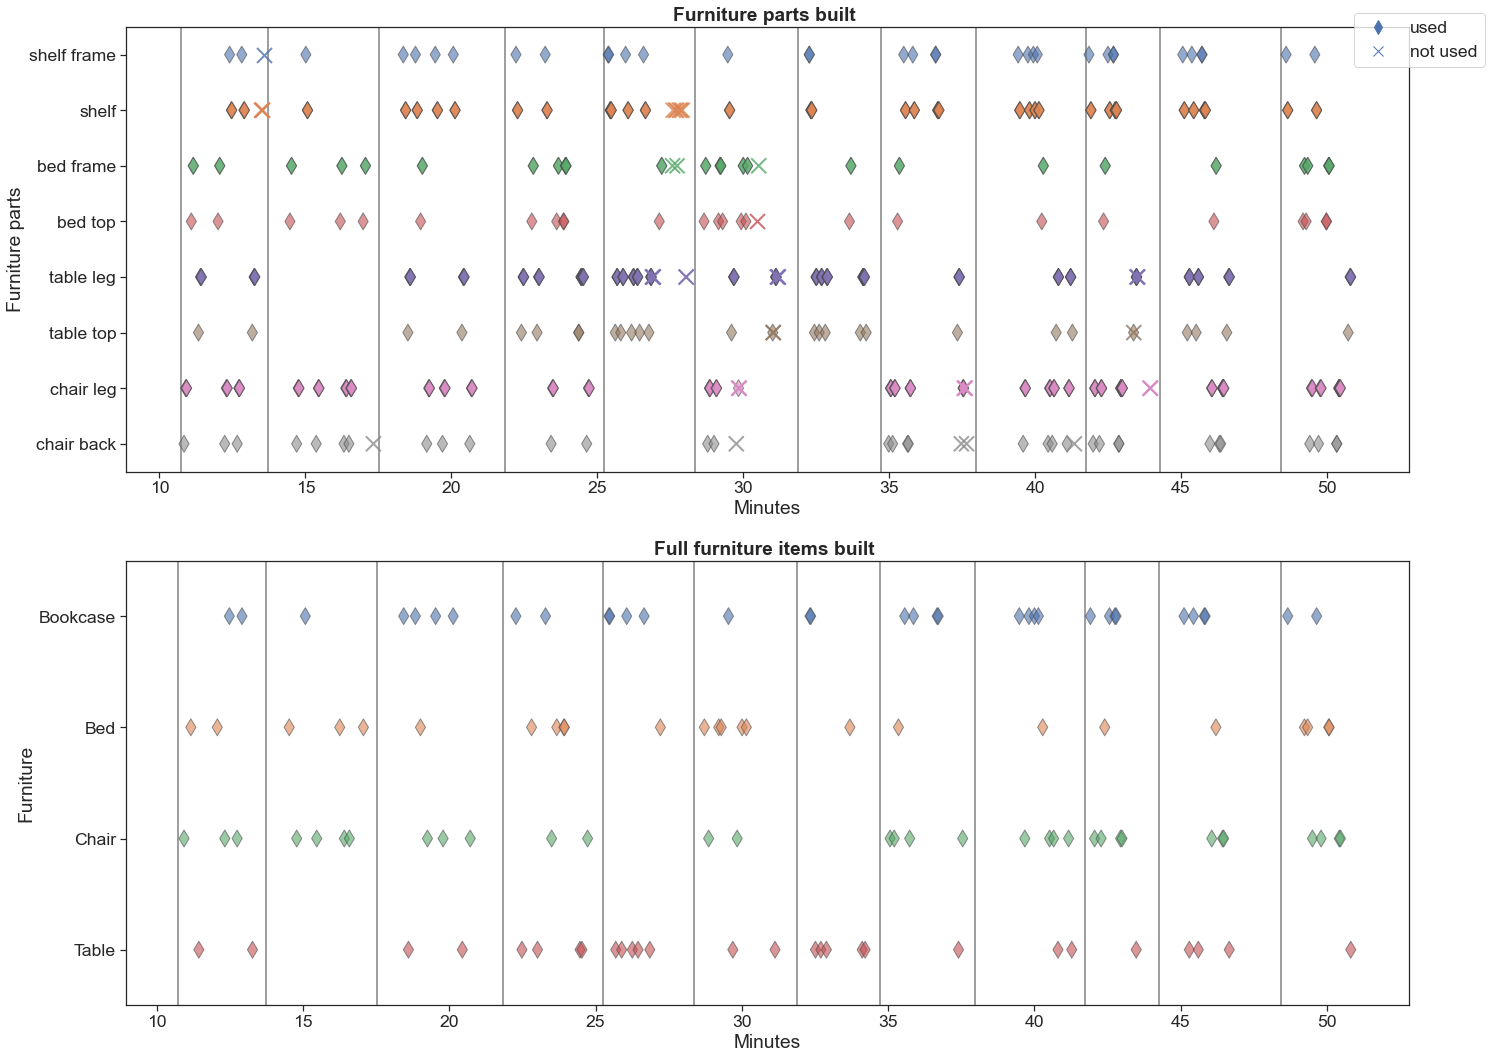 Furniture parts built
used
not used
shelf frame
shelf
bed frame
bed top
table leg
table top
chair leg
chair back
Furniture parts
10 15 20 25 30 35 40 45 50
Minutes
Full furniture items built
Bookcase
Bed
Chair
Table
Furniture
10 15 20 25 30 35 40 45 50
Minutes